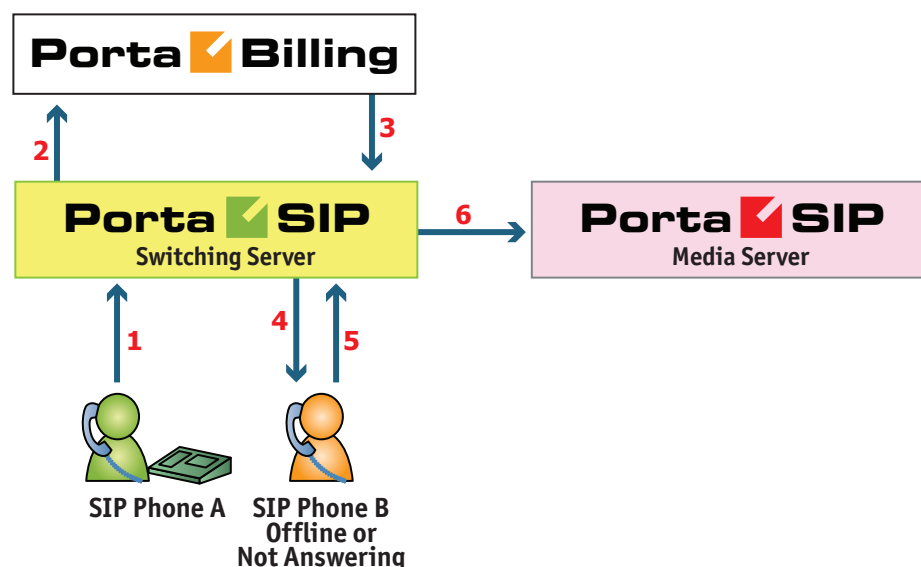 Porta Billing
2
3
Porta SIP
Switching Server
6
Porta SIP
Media Server
1
4
5
SIP Phone A
SIP Phone B
Offline or
Not Answering